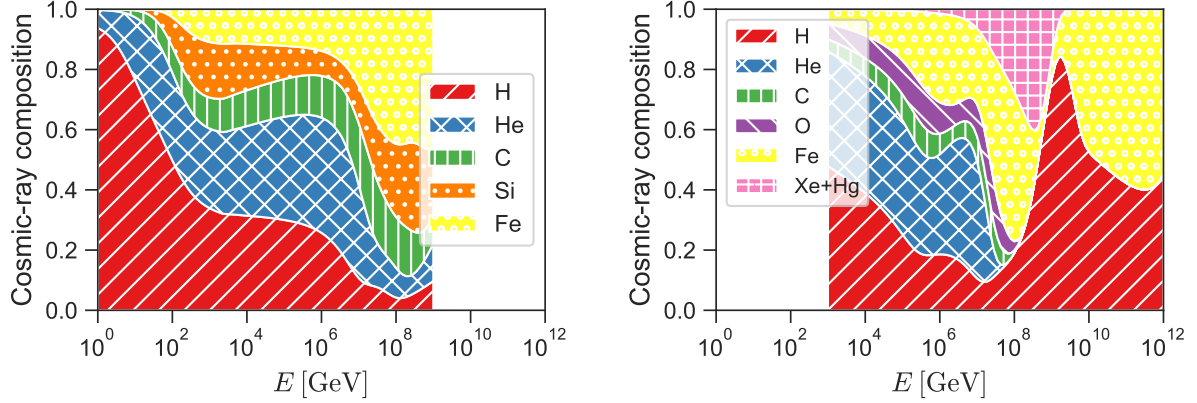 Cosmic-ray composition
1.0
0.8
0.6
0.4
0.2
0.0
H
He
C
Si
Fe
10^0 10^2 10^4 10^6 10^8 10^10 10^12
E [GeV]
Cosmic-ray composition
1.0
0.8
0.6
0.4
0.2
0.0
H
He
C
O
Fe
Xe+Hg
10^0 10^2 10^4 10^6 10^8 10^10 10^12
E [GeV]